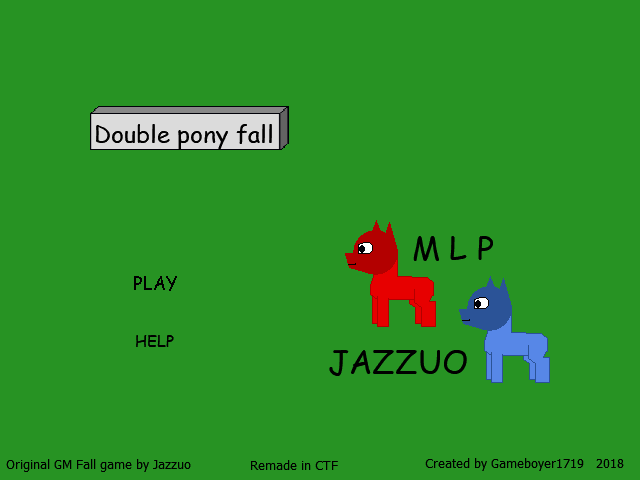 Double pony fall
M L P
PLAY
HELP
JAZZUO
Original GM Fall game by Jazzuo
Remade in CTF
Created by Gameboyer1719 2018